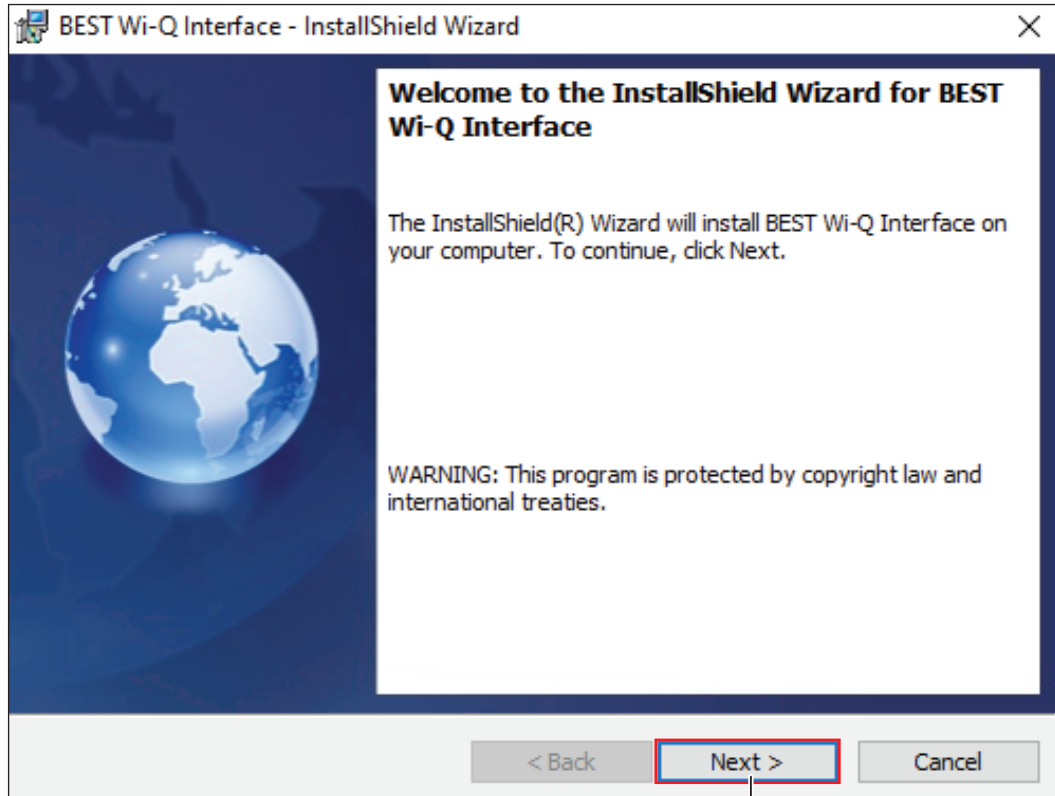 BEST Wi-Q Interface - InstallShield Wizard
Welcome to the InstallShield Wizard for BEST
Wi-Q Interface
The InstallShield(R) Wizard will install BEST Wi-Q Interface on
your computer. To continue, click Next.
WARNING: This program is protected by copyright law and
international treaties.
< Back
Next >
Cancel